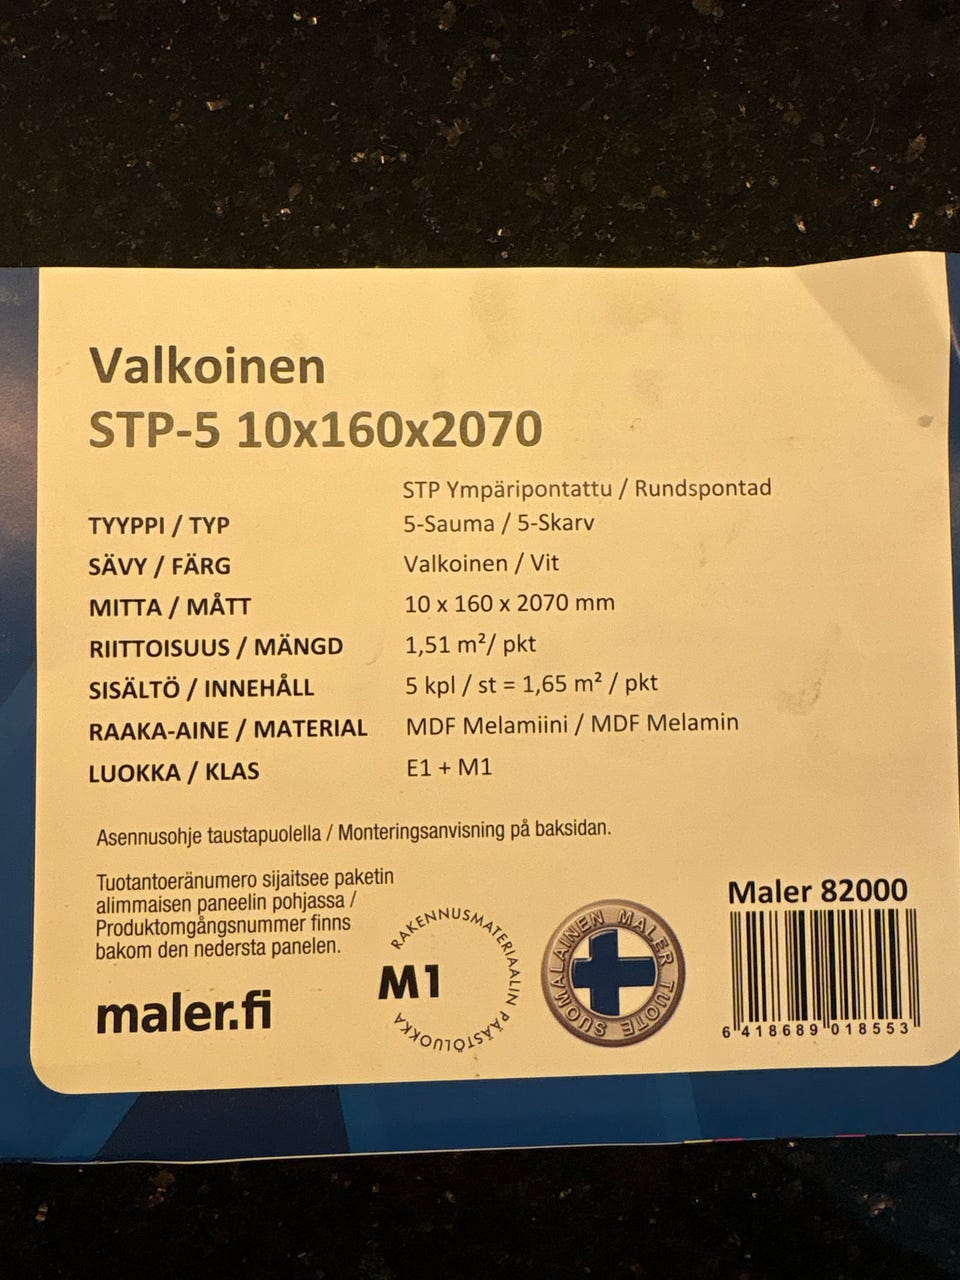 Valkoinen
STP-5 10x160x2070
STP Ympäripontattu / Rundspontad
TYYPPI / TYP 5-Sauma / 5-Skarv
SÄVY / FÄRG Valkoinen / Vit
MITTA / MÅTT 10 x 160 x 2070 mm
RIITTOISUUS / MÄNGD 1,51 m²/ pkt
SISÄLTÖ / INNEHÅLL 5 kpl / st = 1,65 m² / pkt
RAAKA-AINE / MATERIAL MDF Melamiini / MDF Melamin
LUOKKA / KLAS E1 + M1
Asennusohje taustapuolella / Monteringsanvisning på baksidan.
Tuotantoeränumero sijaitsee paketin
alimmaisen paneelin pohjassa /
Produktomgångsnummer finns
bakom den nedersta panelen.
maler.fi
M1
RAKENNUSMATERIAALIN PÄÄSTÖLUOKKA
SUOMALAINEN MALER TUOTE
Maler 82000
6 418689 018553